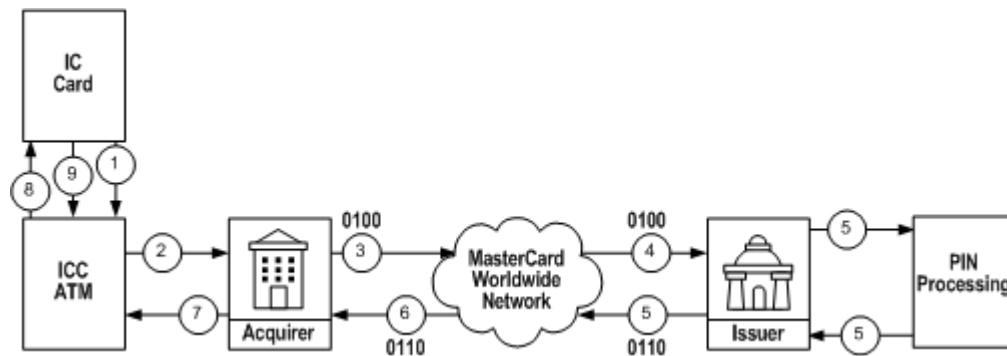 IC
Card
8
9
1
ICC
ATM
2
7
Acquirer
0100
3
6
0110
MasterCard
Worldwide
Network
0100
4
5
0110
Issuer
5
5
PIN
Processing